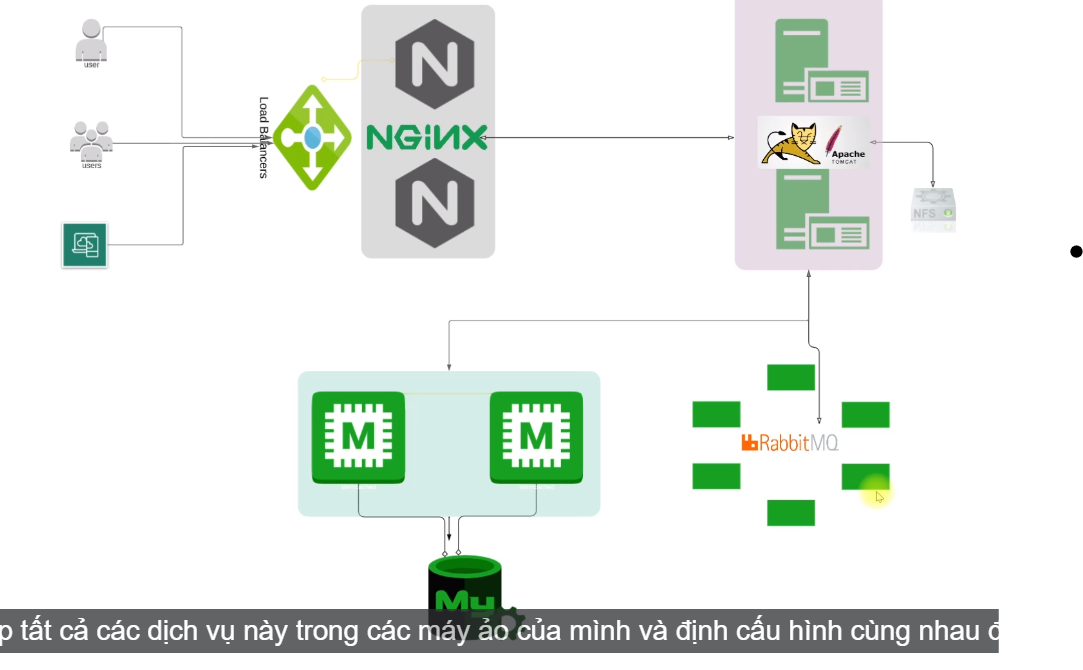 user
users
Load Balancers
N
NGINX
N
Apache
TOMCAT
NFS
M
M
RabbitMQ
My
p tất cả các dịch vụ này trong các máy ảo của mình và định cấu hình cùng nhau